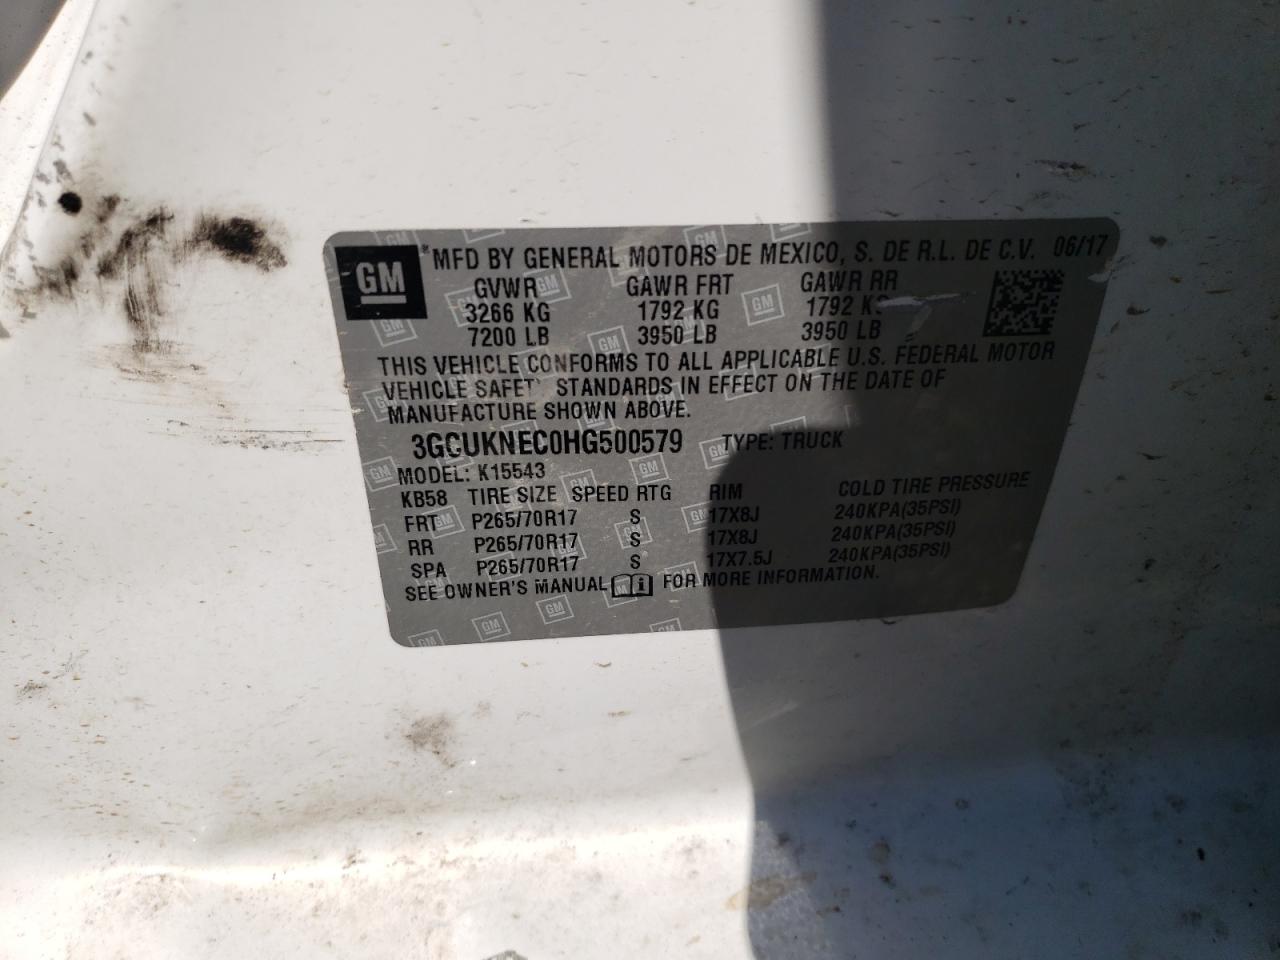 GM *MFD BY GENERAL MOTORS DE MEXICO, S. DE R.L. DE C.V. 06/17
GVWR GAWR FRT GAWR RR
3266 KG 1792 KG 1792 K
7200 LB 3950 LB 3950 LB
THIS VEHICLE CONFORMS TO ALL APPLICABLE U.S. FEDERAL MOTOR
VEHICLE SAFET STANDARDS IN EFFECT ON THE DATE OF
MANUFACTURE SHOWN ABOVE.
3GCUKNEC0HG500579 TYPE: TRUCK
MODEL: K15543
KB58 TIRE SIZE SPEED RTG RIM COLD TIRE PRESSURE
FRT P265/70R17 S 17X8J 240KPA(35PSI)
RR P265/70R17 S 17X8J 240KPA(35PSI)
SPA P265/70R17 S 17X7.5J 240KPA(35PSI)
SEE OWNER'S MANUAL i FOR MORE INFORMATION.